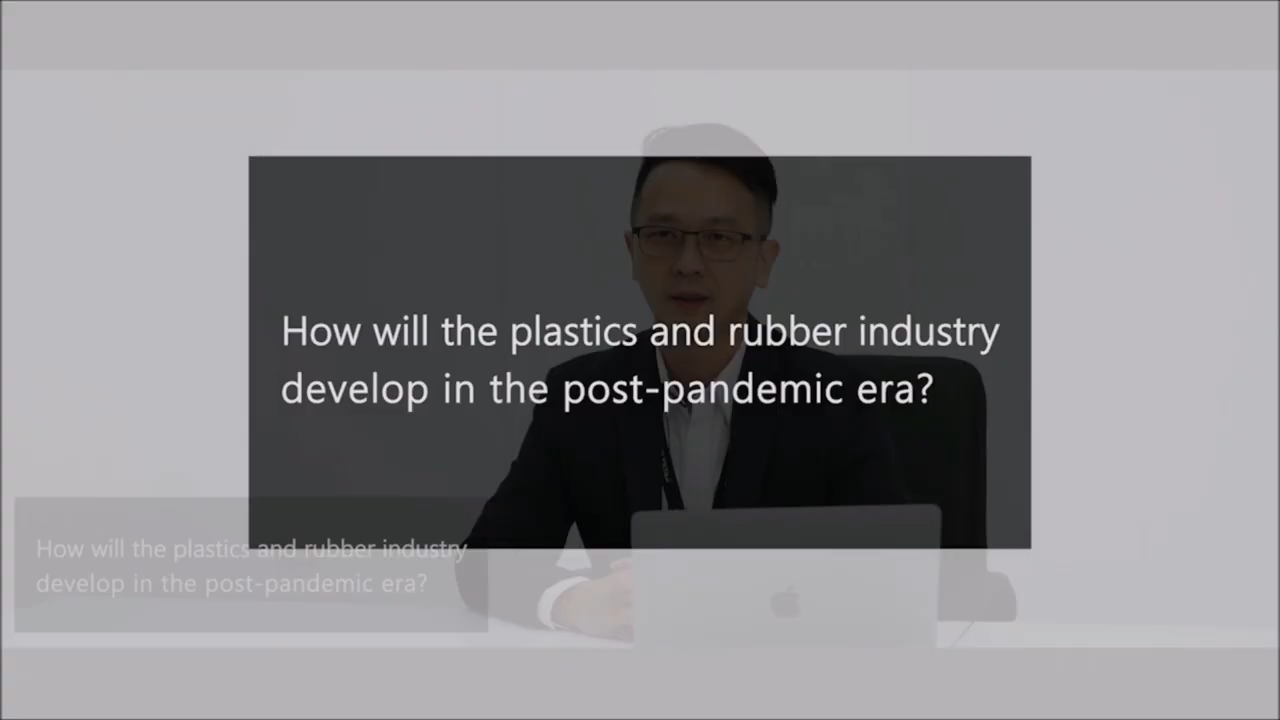 How will the plastics and rubber industry
develop in the post-pandemic era?
How will the plastics and rubber industry
develop in the post-pandemic era?